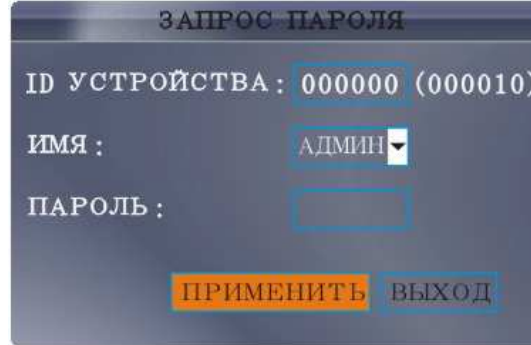 ЗАПРОС ПАРОЛЯ
ID УСТРОЙСТВА: 000000 (000010)
ИМЯ: АДМИН
ПАРОЛЬ:
ПРИМЕНИТЬ ВЫХОД